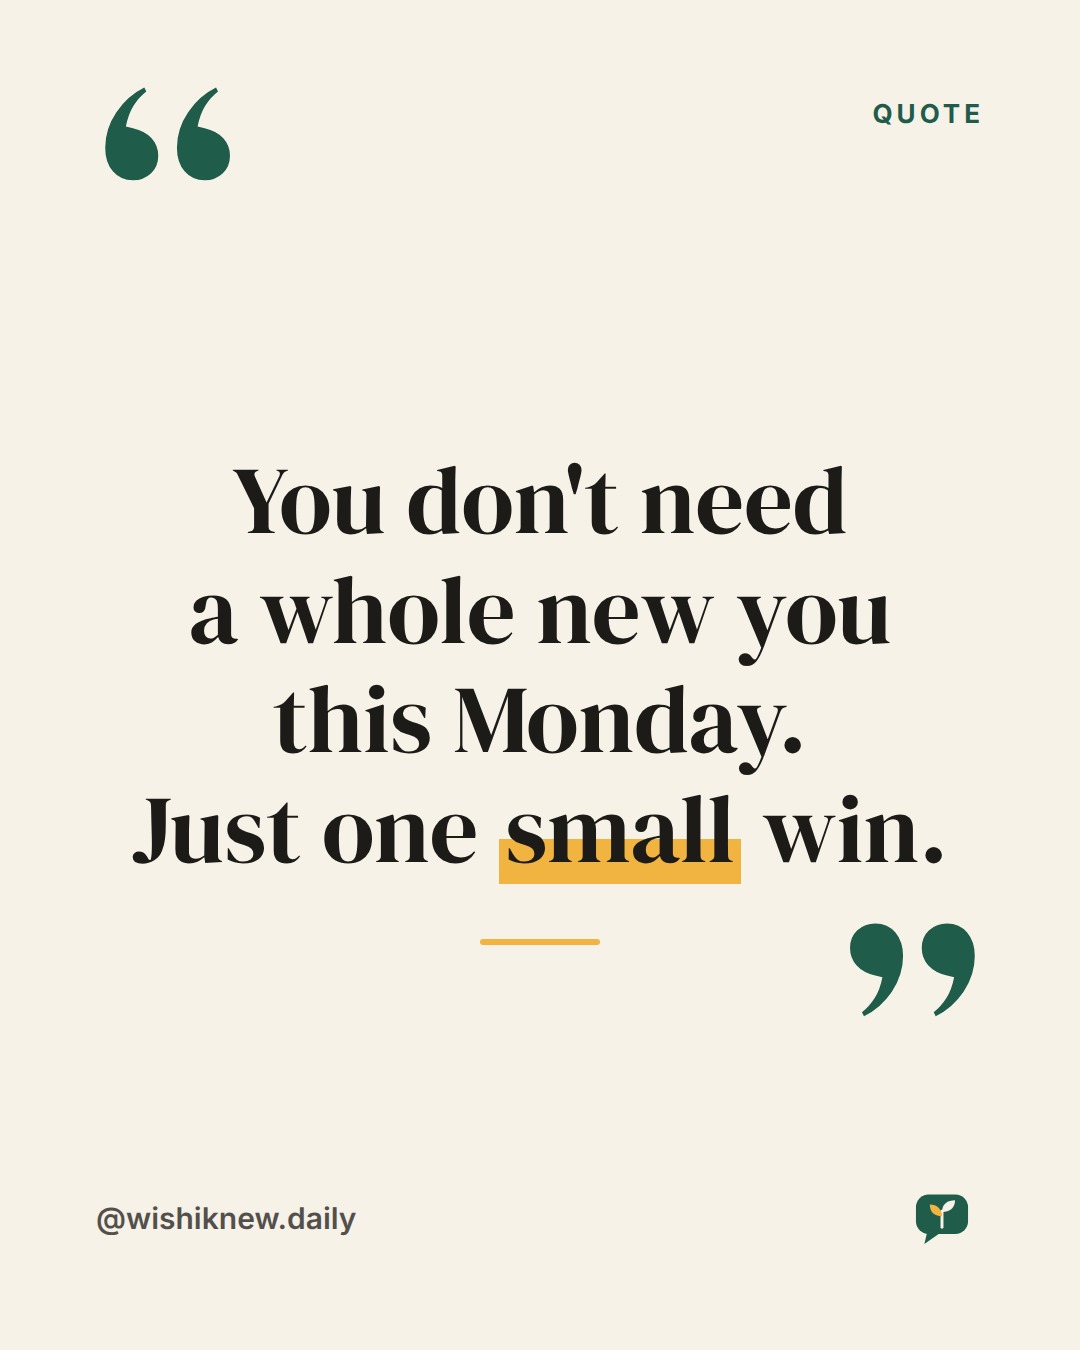 “
QUOTE
You don't need
a whole new you
this Monday.
Just one small win.
”
@wishiknew.daily